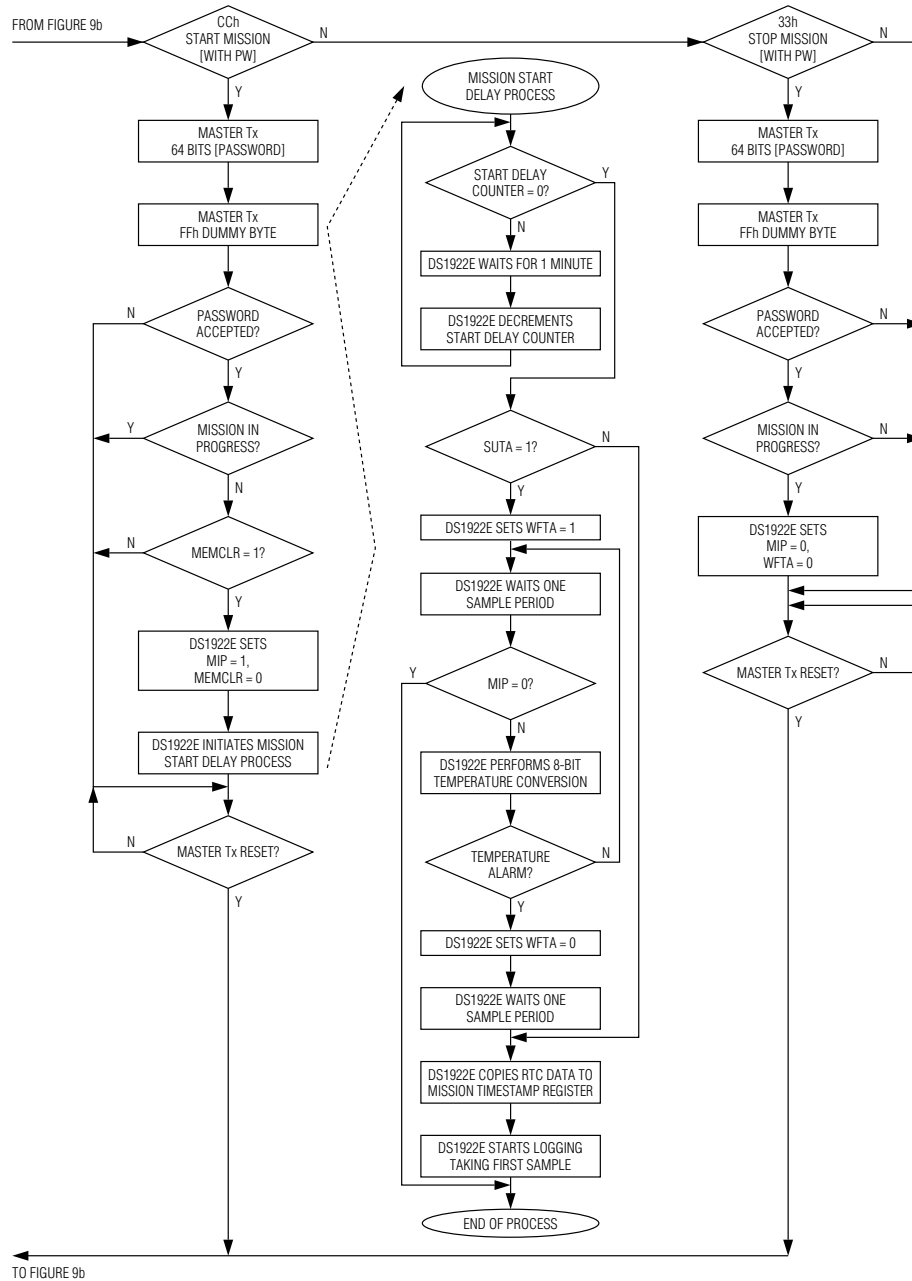 FROM FIGURE 9b
CCh
START MISSION
[WITH PW]
N
Y
MASTER Tx
64 BITS [PASSWORD]
MASTER Tx
FFh DUMMY BYTE
N
PASSWORD
ACCEPTED?
Y
Y
MISSION IN
PROGRESS?
N
N
MEMCLR = 1?
Y
DS1922E SETS
MIP = 1,
MEMCLR = 0
DS1922E INITIATES MISSION
START DELAY PROCESS
N
MASTER Tx RESET?
Y
MISSION START
DELAY PROCESS
START DELAY
COUNTER = 0?
Y
N
DS1922E WAITS FOR 1 MINUTE
DS1922E DECREMENTS
START DELAY COUNTER
SUTA = 1?
N
Y
DS1922E SETS WFTA = 1
DS1922E WAITS ONE
SAMPLE PERIOD
Y
MIP = 0?
N
DS1922E PERFORMS 8-BIT
TEMPERATURE CONVERSION
TEMPERATURE
ALARM?
N
Y
DS1922E SETS WFTA = 0
DS1922E WAITS ONE
SAMPLE PERIOD
DS1922E COPIES RTC DATA TO
MISSION TIMESTAMP REGISTER
DS1922E STARTS LOGGING
TAKING FIRST SAMPLE
END OF PROCESS
33h
STOP MISSION
[WITH PW]
N
Y
MASTER Tx
64 BITS [PASSWORD]
MASTER Tx
FFh DUMMY BYTE
PASSWORD
ACCEPTED?
N
Y
MISSION IN
PROGRESS?
N
Y
DS1922E SETS
MIP = 0,
WFTA = 0
MASTER Tx RESET?
N
Y
TO FIGURE 9b